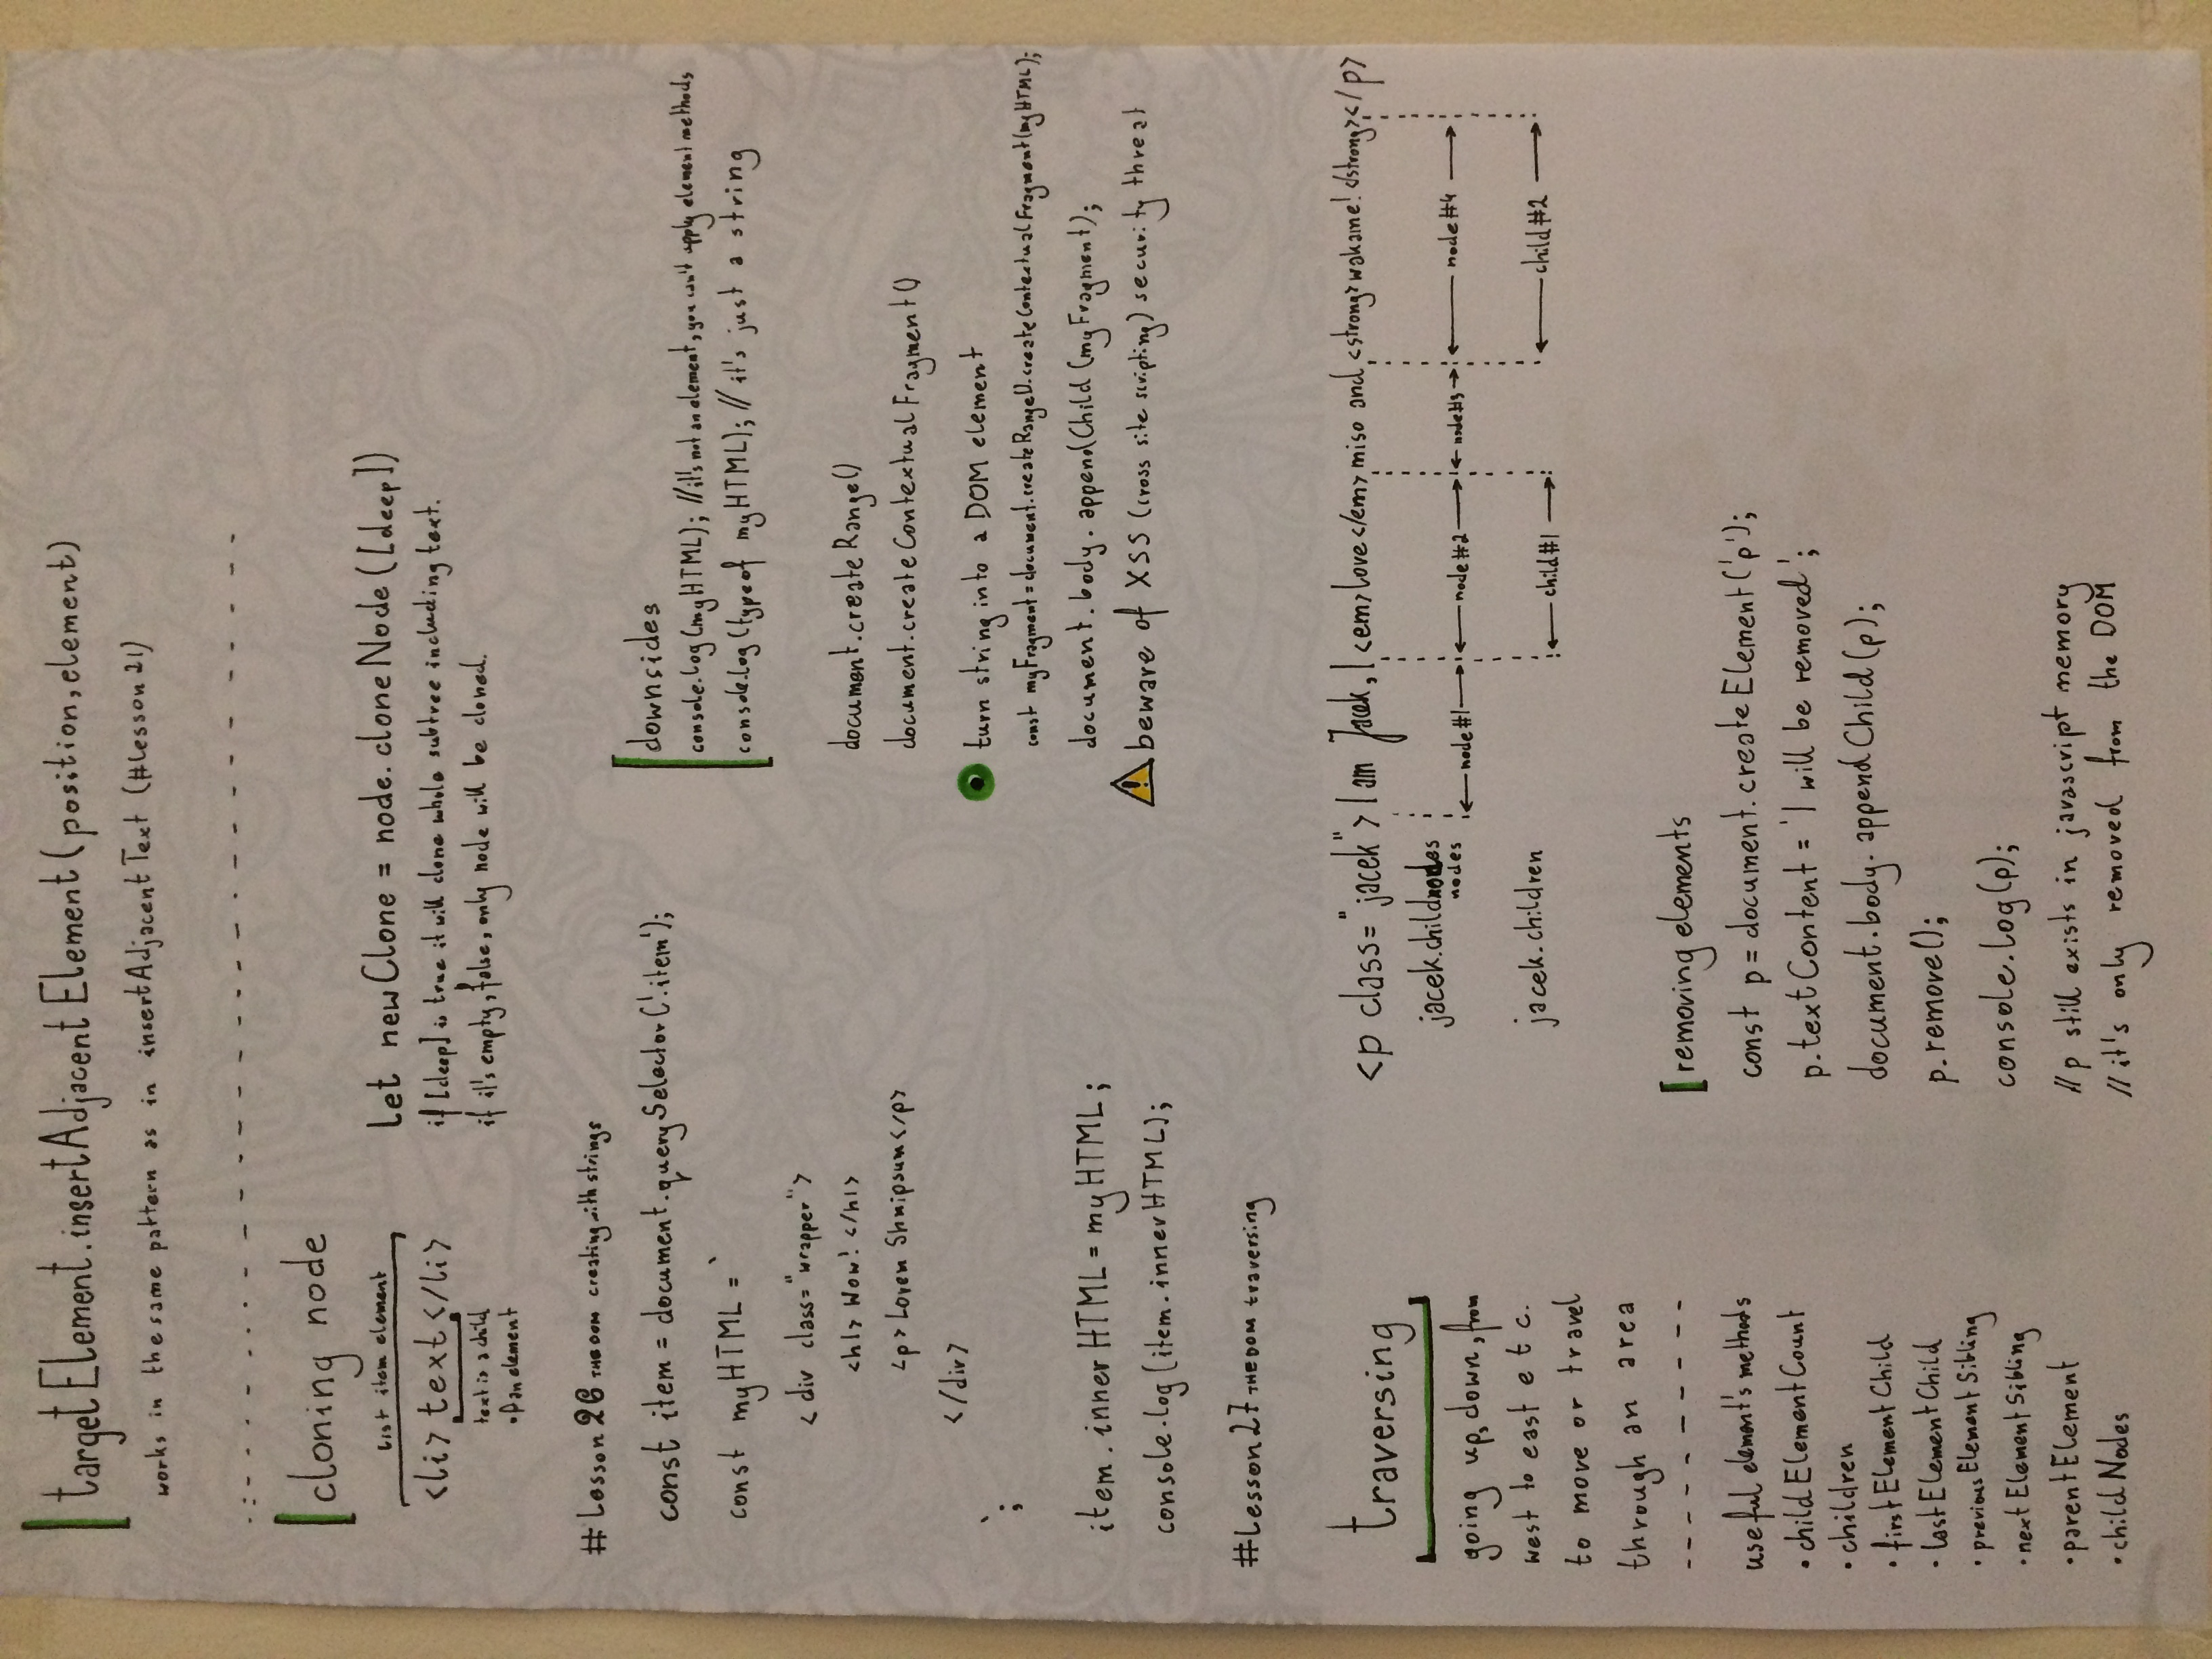 targetElement.insertAdjacentElement(position, element)
works in the same pattern as in insertAdjacentText (#Lesson 21)
cloning node
list item element
<li> text </li>
text is a child
of an element
let newClone = node.cloneNode([deep])
if [deep] is true it will clone whole subtree including text.
if it's empty, false, only node will be cloned.
# Lesson 26 THE DOM creating with strings
const item = document.querySelector('.item');
const myHTML = `
<div class="wrapper">
<h1> Wow! </h1>
<p> Lorem Shnipsum</p>
</div>
`;
item.innerHTML = myHTML;
console.log(item.innerHTML);
downsides
console.log(myHTML); //it's not an element, you can't apply element methods
console.log(typeof myHTML); // it's just a string
document.createRange()
document.createContextualFragment()
turn string into a DOM element
const myFragment = document.createRange().createContextualFragment(myHTML);
document.body.appendChild(myFragment);
beware of XSS (cross site scripting) security threat
#Lesson 27 THE DOM traversing
traversing
going up, down, from
west to east e t c.
to move or travel
through an area
useful element's methods
• childElementCount
• children
• firstElementChild
• lastElementChild
• previousElementSibling
• nextElementSibling
• parentElement
• childNodes
<p class="jacek"> I am Jacek, I <em>love</em> miso and <strong>wakame!</strong></p>
jacek.childnodes
nodes
node#1 node#2 node#3 node#4
jacek.children
child#1 child#2
removing elements
const p = document.createElement('p');
p.textContent = 'I will be removed';
document.body.appendChild(p);
p.remove();
console.log(p);
// p still exists in javascript memory
// it's only removed from the DOM